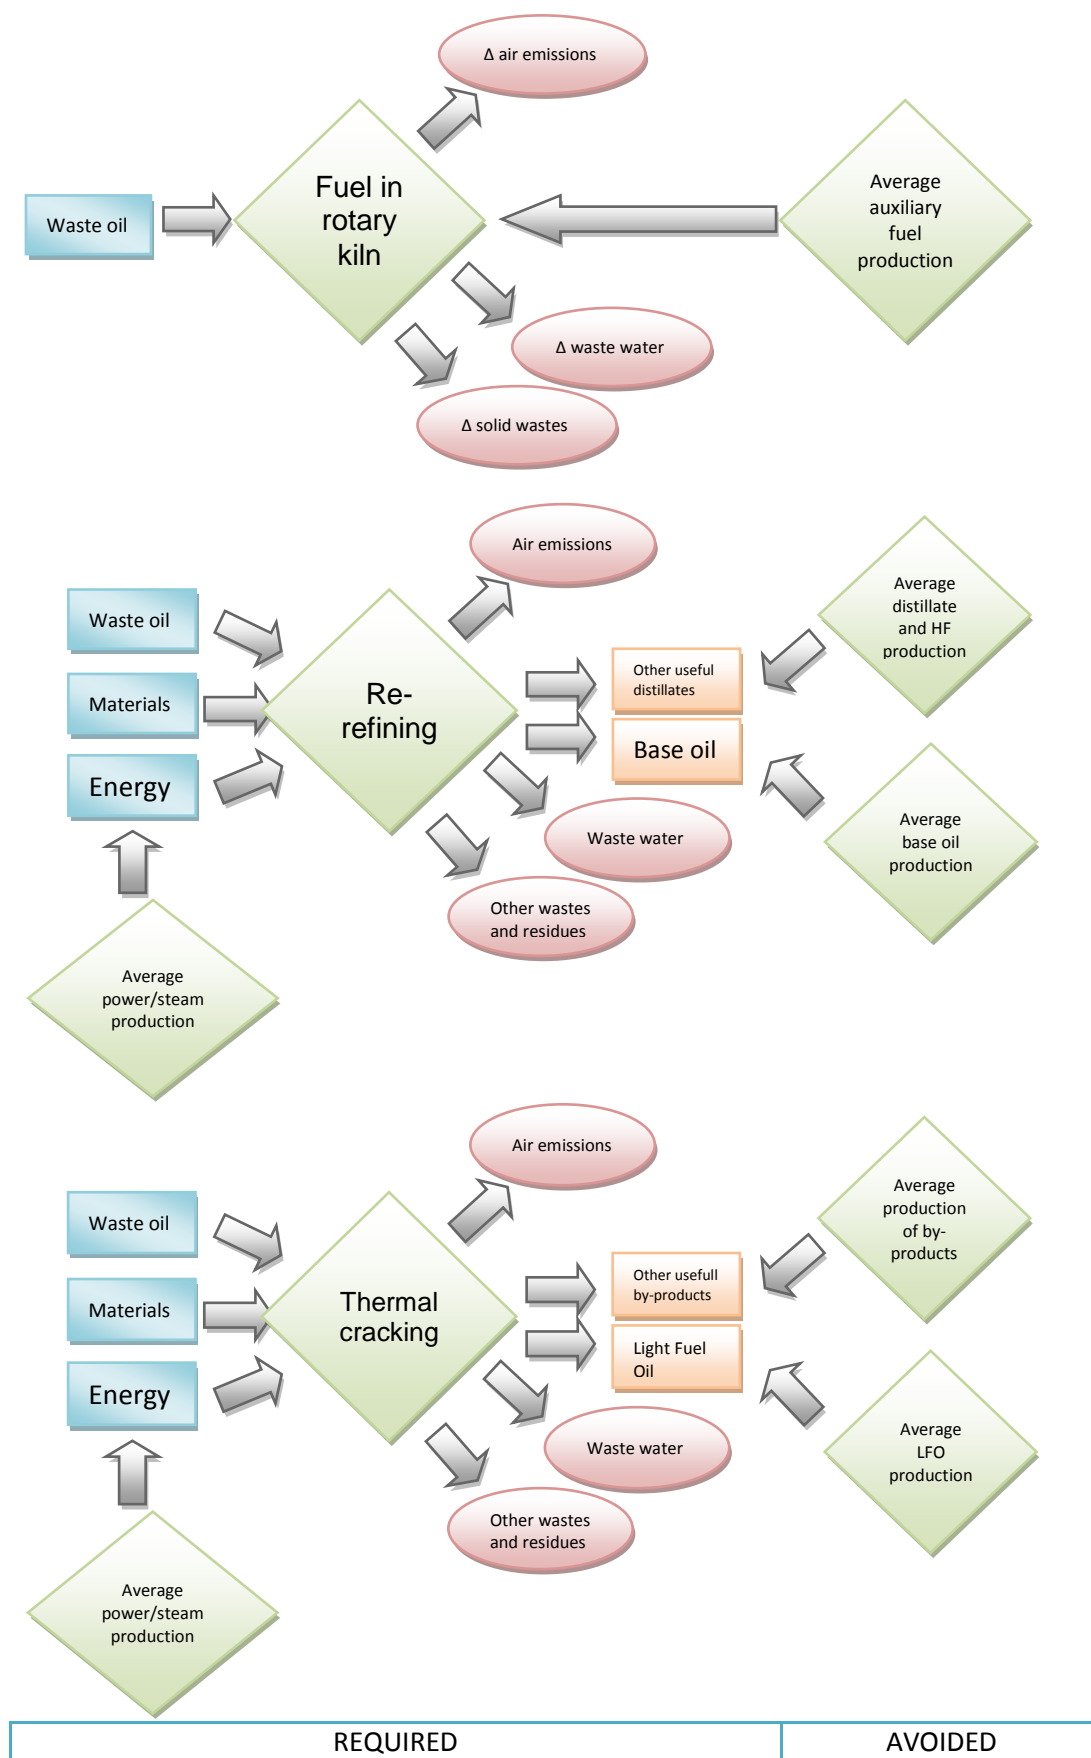 Δ air emissions
Waste oil
Fuel in
rotary
kiln
Average
auxiliary
fuel
production
Δ waste water
Δ solid wastes
Air emissions
Waste oil
Materials
Energy
Re-
refining
Other useful
distillates
Base oil
Average
distillate
and HF
production
Average
base oil
production
Waste water
Other wastes
and residues
Average
power/steam
production
Air emissions
Waste oil
Materials
Energy
Thermal
cracking
Other usefull
by-products
Light Fuel
Oil
Average
production
of by-
products
Average
LFO
production
Waste water
Other wastes
and residues
Average
power/steam
production
REQUIRED
AVOIDED